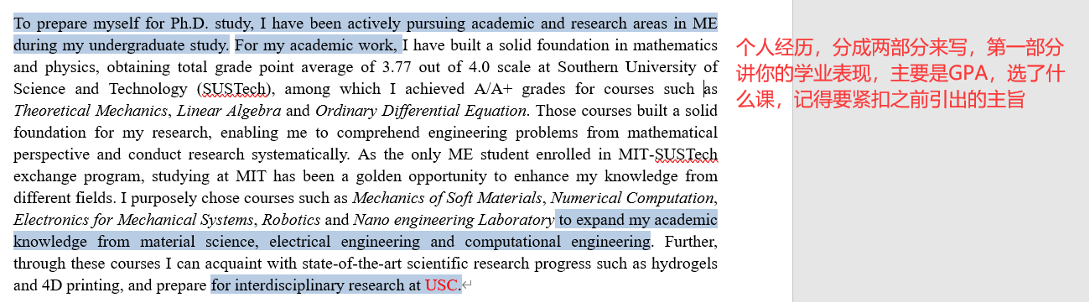 To prepare myself for Ph.D. study, I have been actively pursuing academic and research areas in ME
during my undergraduate study. For my academic work, I have built a solid foundation in mathematics
and physics, obtaining total grade point average of 3.77 out of 4.0 scale at Southern University of
Science and Technology (SUSTech), among which I achieved A/A+ grades for courses such as
Theoretical Mechanics, Linear Algebra and Ordinary Differential Equation. Those courses built a solid
foundation for my research, enabling me to comprehend engineering problems from mathematical
perspective and conduct research systematically. As the only ME student enrolled in MIT-SUSTech
exchange program, studying at MIT has been a golden opportunity to enhance my knowledge from
different fields. I purposely chose courses such as Mechanics of Soft Materials, Numerical Computation,
Electronics for Mechanical Systems, Robotics and Nano engineering Laboratory to expand my academic
knowledge from material science, electrical engineering and computational engineering. Further,
through these courses I can acquaint with state-of-the-art scientific research progress such as hydrogels
and 4D printing, and prepare for interdisciplinary research at USC.
个人经历，分成两部分来写，第一部分
讲你的学业表现，主要是GPA，选了什
么课，记得要紧扣之前引出的主旨